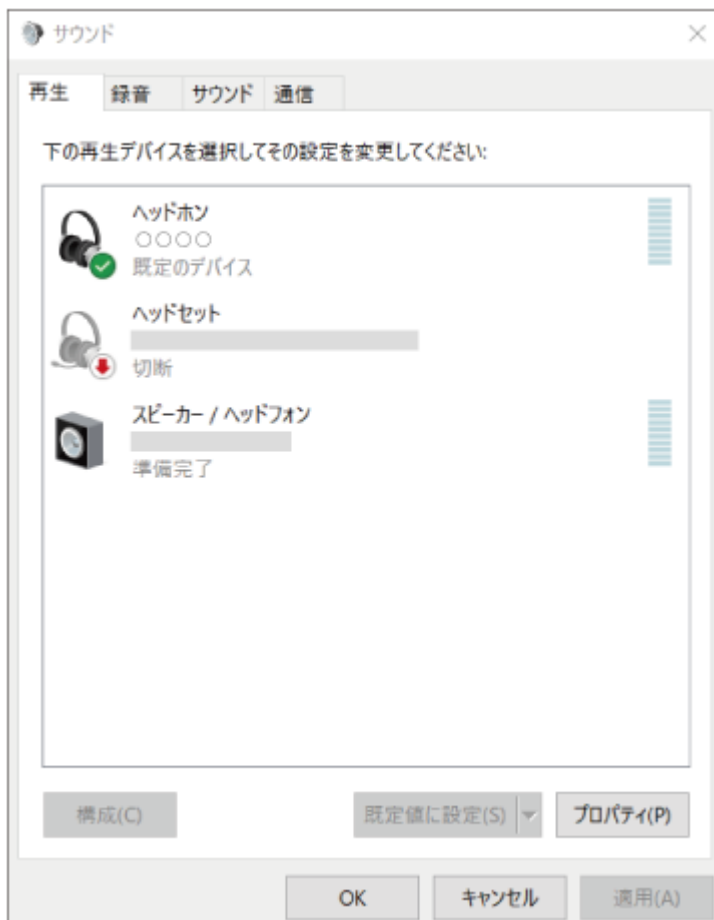 サウンド
再生 録音 サウンド 通信
下の再生デバイスを選択してその設定を変更してください:
ヘッドホン
○○○○
既定のデバイス
ヘッドセット
切断
スピーカー / ヘッドフォン
準備完了
構成(C) 既定値に設定(S) プロパティ(P)
OK キャンセル 適用(A)